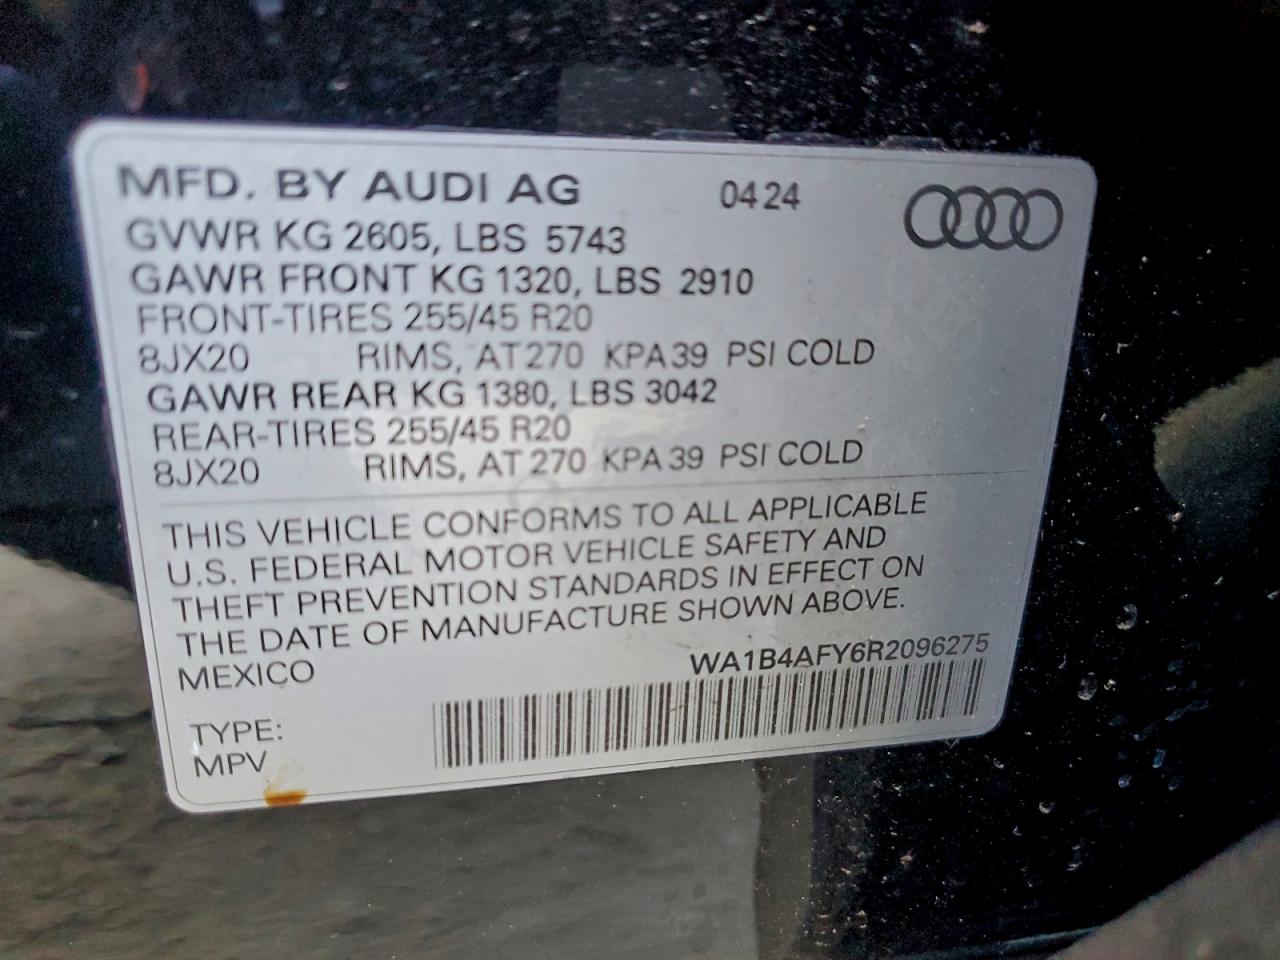 MFD. BY AUDI AG 0424
GVWR KG 2605, LBS 5743
GAWR FRONT KG 1320, LBS 2910
FRONT-TIRES 255/45 R20
8JX20 RIMS, AT 270 KPA 39 PSI COLD
GAWR REAR KG 1380, LBS 3042
REAR-TIRES 255/45 R20
8JX20 RIMS, AT 270 KPA 39 PSI COLD
THIS VEHICLE CONFORMS TO ALL APPLICABLE
U.S. FEDERAL MOTOR VEHICLE SAFETY AND
THEFT PREVENTION STANDARDS IN EFFECT ON
THE DATE OF MANUFACTURE SHOWN ABOVE.
MEXICO WA1B4AFY6R2096275
TYPE:
MPV